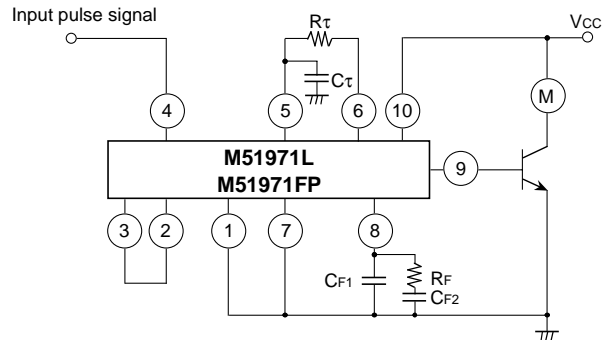 Input pulse signal
Rτ
VCC
Cτ
M
4
5
6
10
M51971L
M51971FP
9
3
2
1
7
8
CF1
RF
CF2